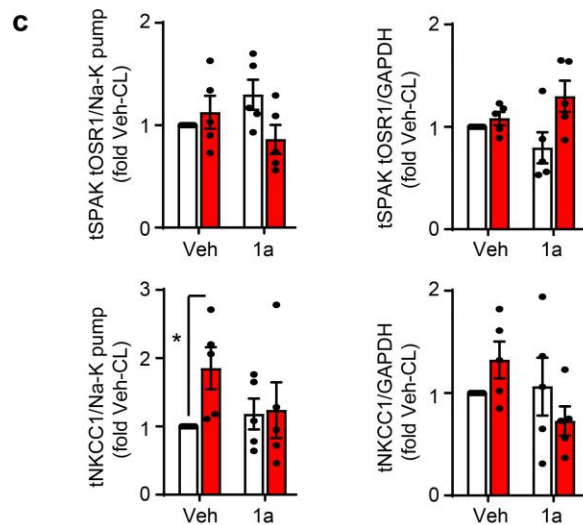 c
tSPAK tOSR1/Na-K pump
(fold Veh-CL)
2
1
0
Veh 1a
tSPAK tOSR1/GAPDH
(fold Veh-CL)
2
1
0
Veh 1a
tNKCC1/Na-K pump
(fold Veh-CL)
3
2
1
0
*
Veh 1a
tNKCC1/GAPDH
(fold Veh-CL)
2
1
0
Veh 1a